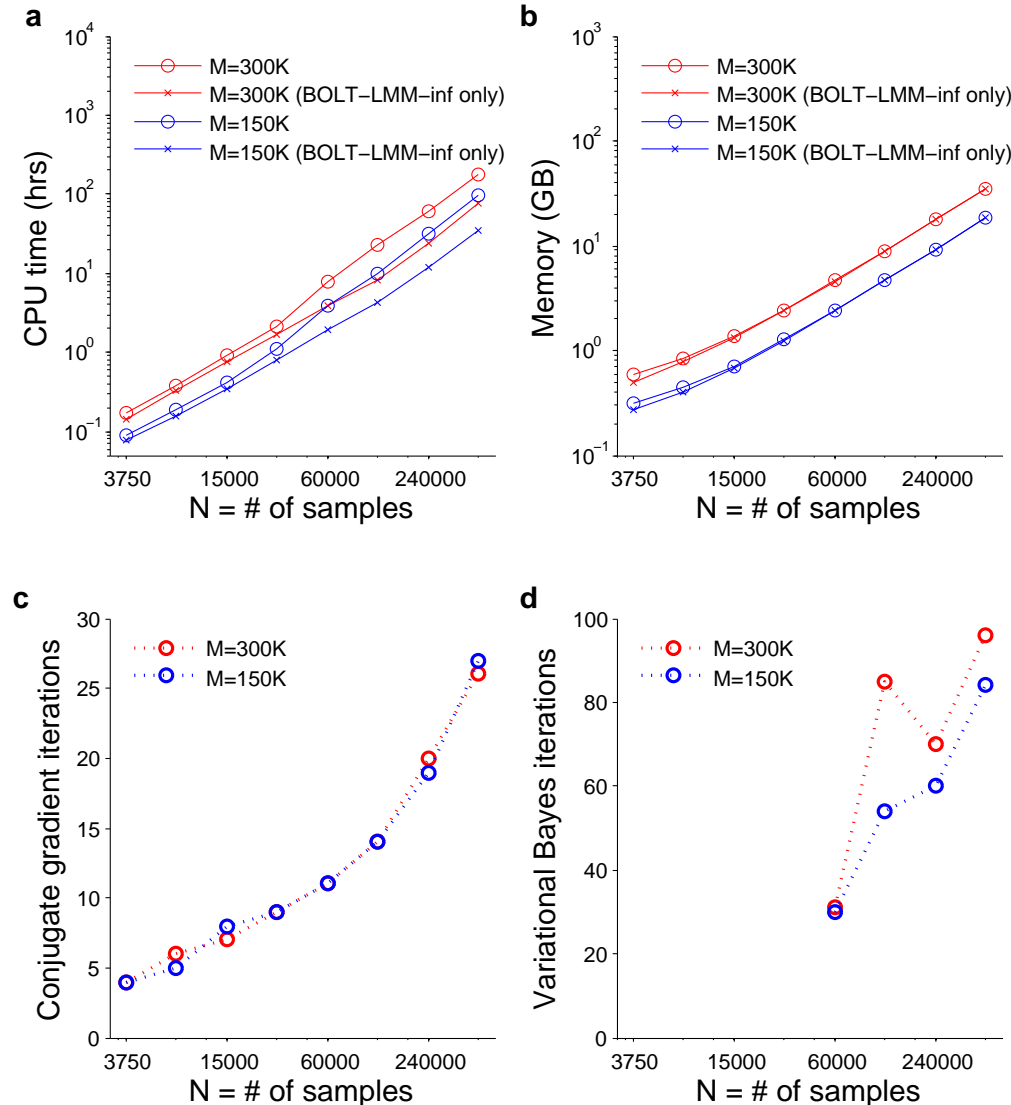 a
10^4
10^3
10^2
10^1
10^0
10^-1
CPU time (hrs)
M=300K
M=300K (BOLT−LMM−inf only)
M=150K
M=150K (BOLT−LMM−inf only)
3750 15000 60000 240000
N = # of samples
b
10^3
10^2
10^1
10^0
10^-1
Memory (GB)
M=300K
M=300K (BOLT−LMM−inf only)
M=150K
M=150K (BOLT−LMM−inf only)
3750 15000 60000 240000
N = # of samples
c
30
25
20
15
10
5
0
Conjugate gradient iterations
M=300K
M=150K
3750 15000 60000 240000
N = # of samples
d
100
80
60
40
20
0
Variational Bayes iterations
M=300K
M=150K
3750 15000 60000 240000
N = # of samples